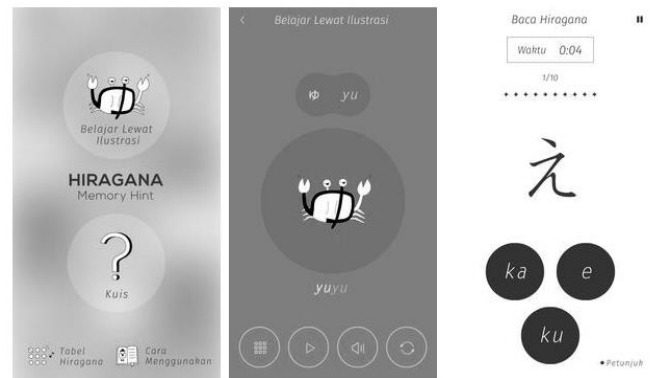 Belajar Lewat
Ilustrasi
HIRAGANA
Memory Hint
?
Kuis
Tabel
Hiragana
Cara
Menggunakan
< Belajar Lewat Ilustrasi
ゆ yu
yuyu
Baca Hiragana
Waktu 0:04
1/10
え
ka e
ku
Petunjuk